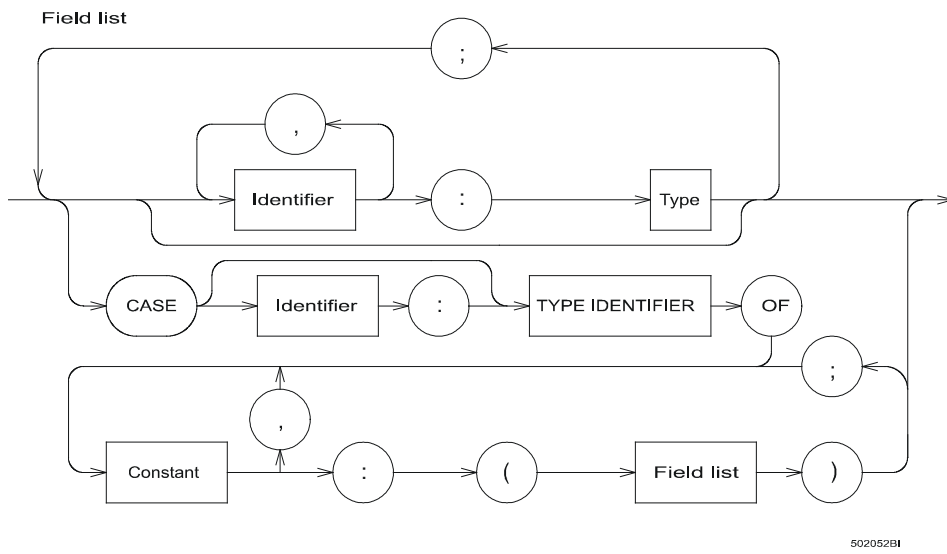 Field list
;
,
Identifier : Type
CASE Identifier : TYPE IDENTIFIER OF
;
,
Constant : ( Field list )
502052BI